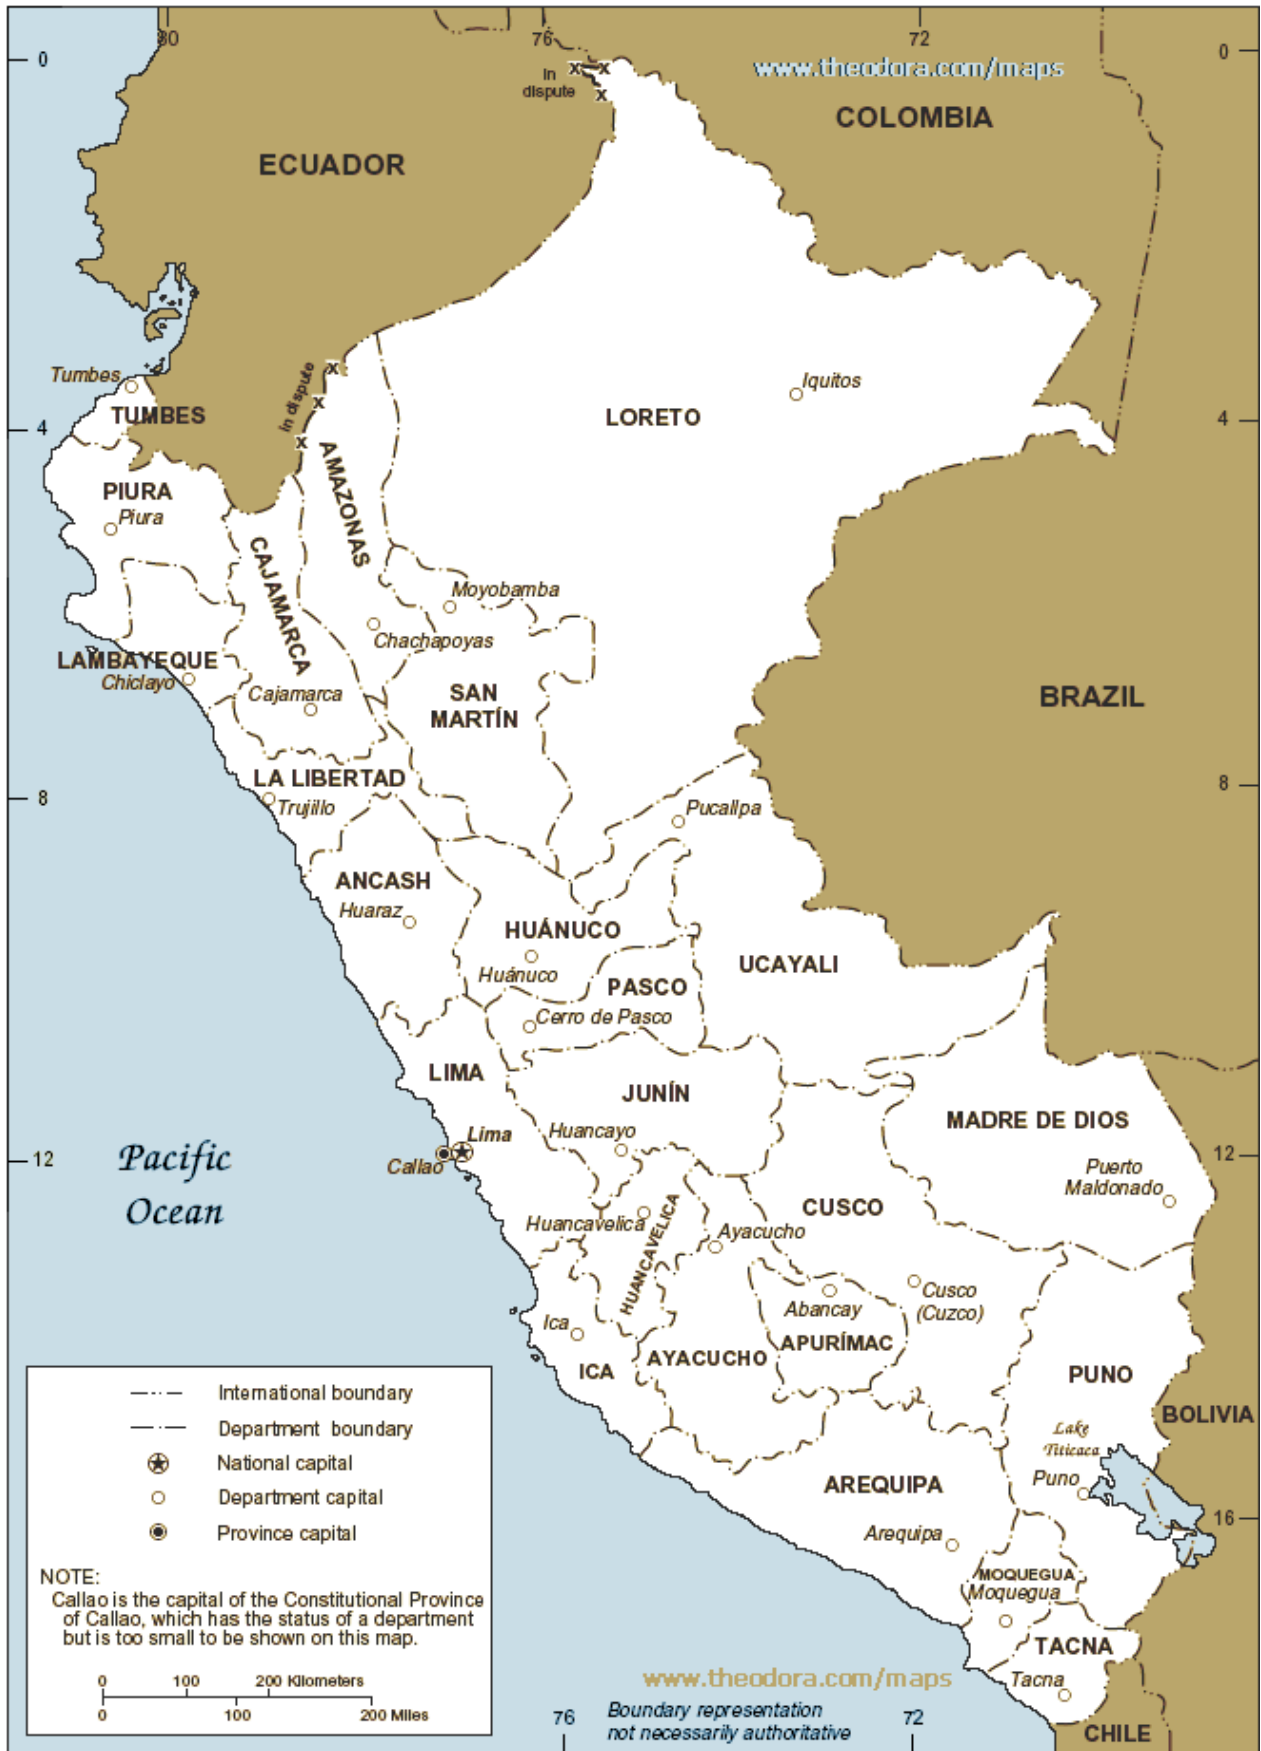 80
76
72
0
0
www.theodora.com/maps
In
dispute
COLOMBIA
ECUADOR
Tumbes
In dispute
Iquitos
TUMBES
LORETO
4
4
AMAZONAS
PIURA
Piura
CAJAMARCA
Moyobamba
Chachapoyas
LAMBAYEQUE
Chiclayo
Cajamarca
SAN
MARTÍN
BRAZIL
LA LIBERTAD
8
8
Trujillo
Pucallpa
ANCASH
Huaraz
HUÁNUCO
UCAYALI
Huánuco
PASCO
Cerro de Pasco
LIMA
JUNÍN
MADRE DE DIOS
Lima
Huancayo
Pacific
Ocean
12
Callao
12
Puerto
Maldonado
CUSCO
Huancavelica
HUANCAVELICA
Ayacucho
Cusco
(Cuzco)
Abancay
Ica
APURÍMAC
AYACUCHO
ICA
PUNO
BOLIVIA
Lake
Titicaca
Puno
AREQUIPA
Arequipa
16
MOQUEGUA
Moquegua
TACNA
Tacna
CHILE
International boundary
Department boundary
National capital
Department capital
Province capital
NOTE:
Callao is the capital of the Constitutional Province
of Callao, which has the status of a department
but is too small to be shown on this map.
0 100 200 Kilometers
0 100 200 Miles
www.theodora.com/maps
76
Boundary representation
not necessarily authoritative
72